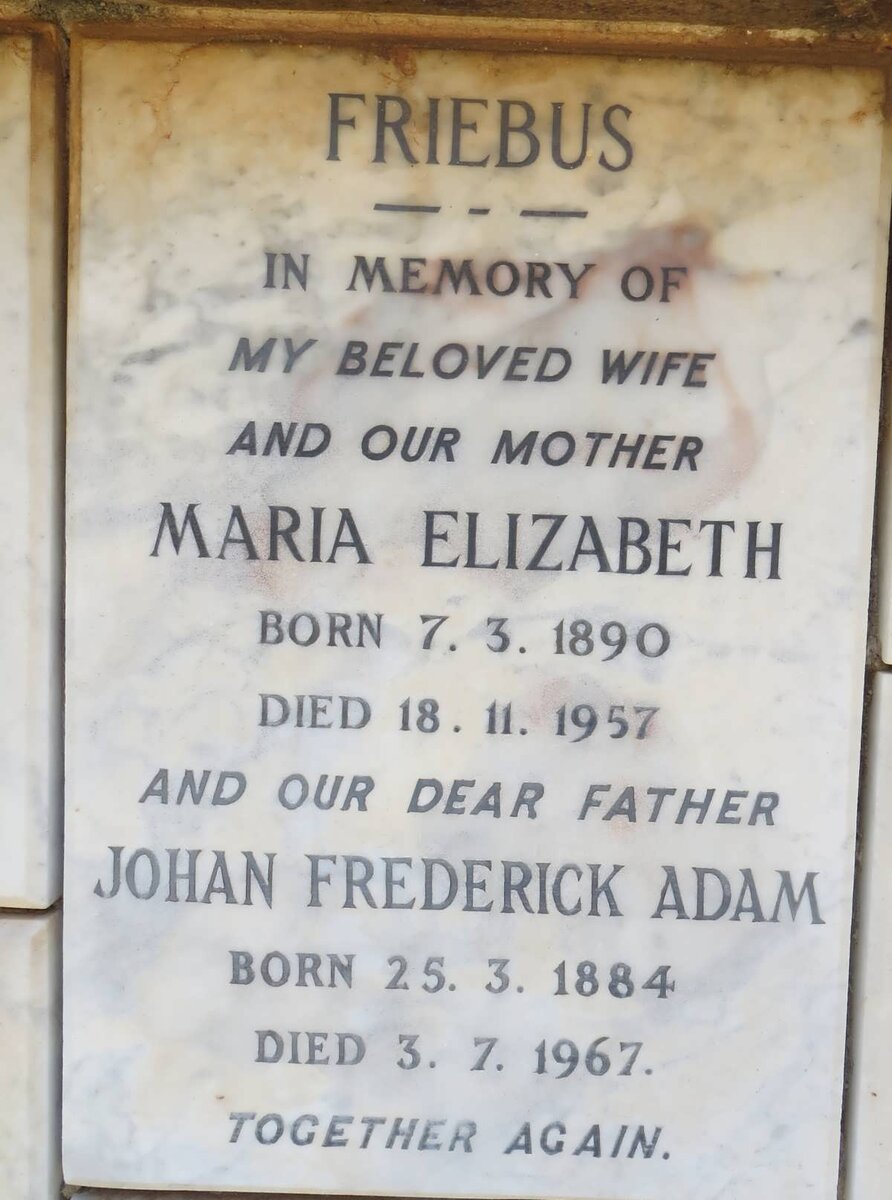 FRIEBUS
— - —
IN MEMORY OF
MY BELOVED WIFE
AND OUR MOTHER
MARIA ELIZABETH
BORN 7. 3. 1890
DIED 18. 11. 1957
AND OUR DEAR FATHER
JOHAN FREDERICK ADAM
BORN 25. 3. 1884
DIED 3. 7. 1967.
TOGETHER AGAIN.